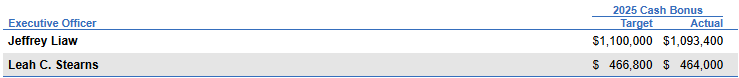 2025 Cash Bonus
Executive Officer Target Actual
Jeffrey Liaw $1,100,000 $1,093,400
Leah C. Stearns $ 466,800 $ 464,000